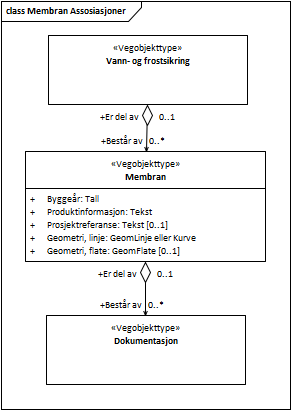 class Membran Assosiasjoner
«Vegobjekttype»
Vann- og frostsikring
+Er del av 0..1
+Består av 0..*
«Vegobjekttype»
Membran
+ Byggeår: Tall
+ Produktinformasjon: Tekst
+ Prosjektreferanse: Tekst [0..1]
+ Geometri, linje: GeomLinje eller Kurve
+ Geometri, flate: GeomFlate [0..1]
+Er del av 0..1
+Består av 0..*
«Vegobjekttype»
Dokumentasjon